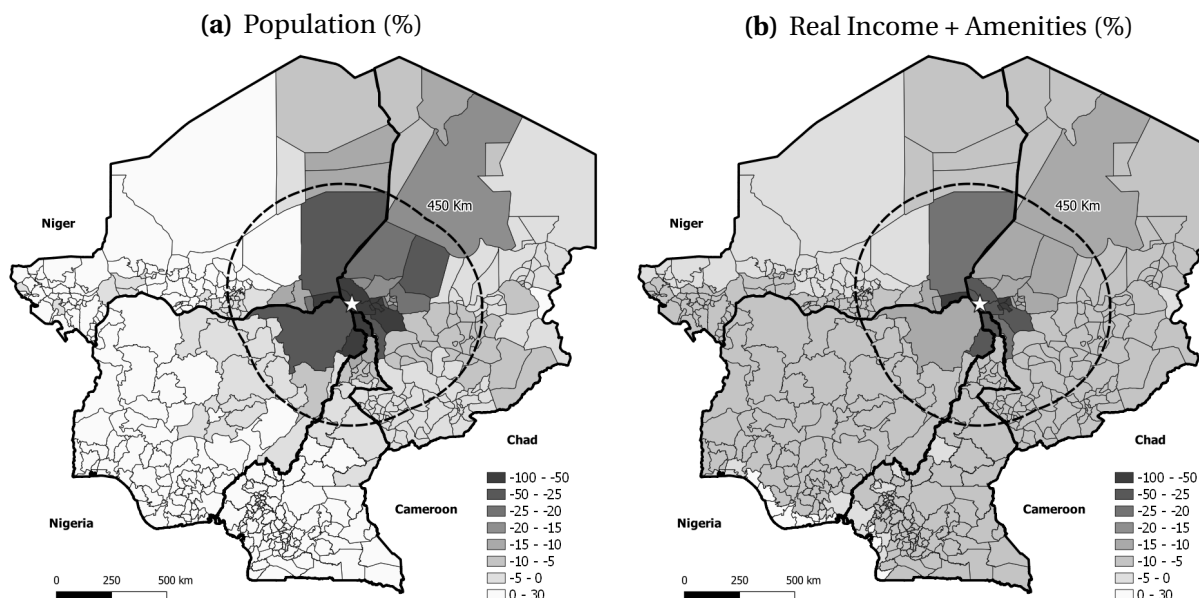 (a) Population (%)
450 Km
Niger
Chad
Nigeria
Cameroon
-100 - -50
-50 - -25
-25 - -20
-20 - -15
-15 - -10
-10 - -5
-5 - 0
0 - 30
0 250 500 km
(b) Real Income + Amenities (%)
450 Km
Niger
Chad
Nigeria
Cameroon
-100 - -50
-50 - -25
-25 - -20
-20 - -15
-15 - -10
-10 - -5
-5 - 0
0 - 30
0 250 500 km